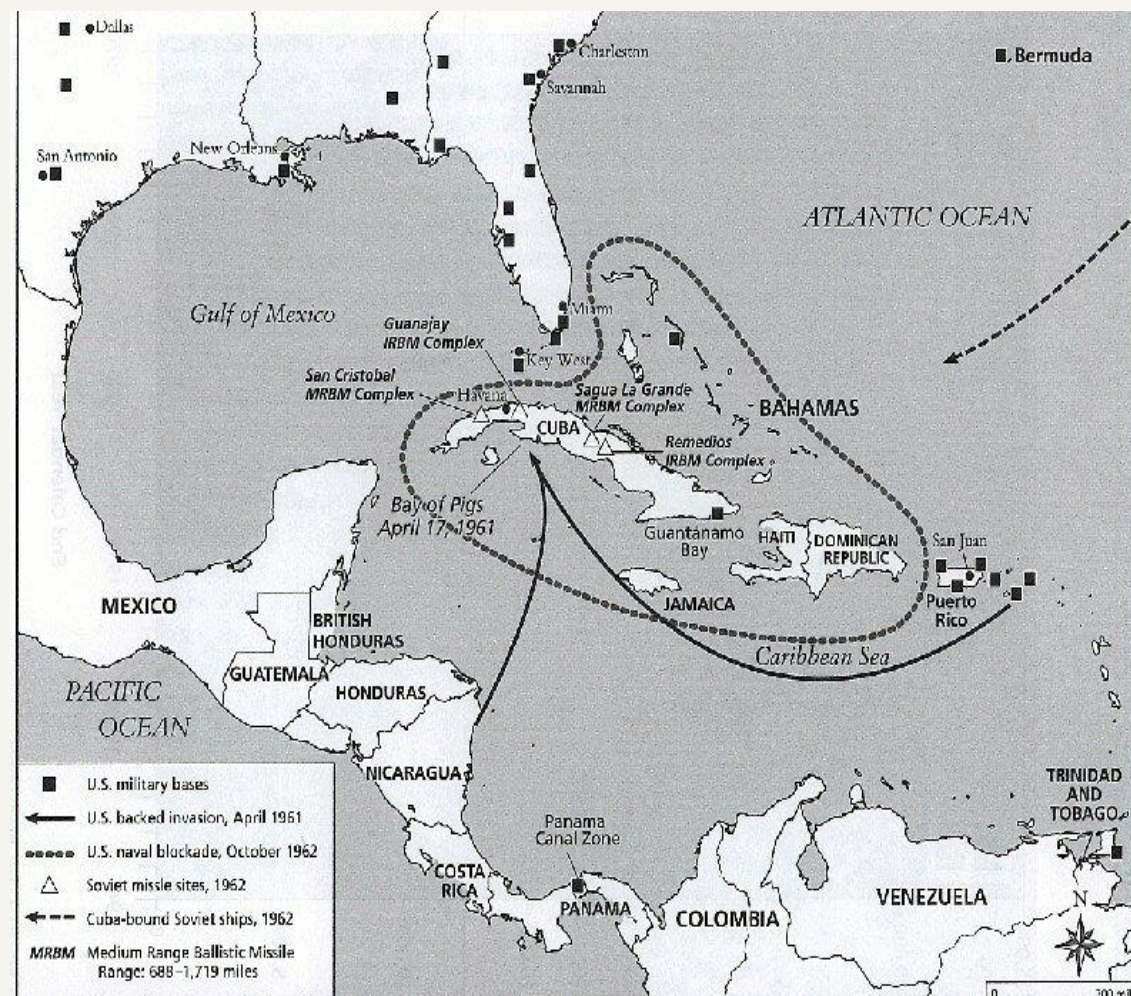 Dallas
Charleston
Bermuda
Savannah
New Orleans
San Antonio
ATLANTIC OCEAN
Gulf of Mexico
Miami
Guanajay
IRBM Complex
Key West
San Cristobal
MRBM Complex
Havana
Sagua La Grande
MRBM Complex
BAHAMAS
CUBA
Remedios
IRBM Complex
Bay of Pigs
April 17, 1961
Guantánamo
Bay
HAITI
DOMINICAN
REPUBLIC
San Juan
Puerto
Rico
JAMAICA
MEXICO
BRITISH
HONDURAS
Caribbean Sea
GUATEMALA
HONDURAS
PACIFIC
OCEAN
NICARAGUA
TRINIDAD
AND
TOBAGO
Panama
Canal Zone
COSTA
RICA
PANAMA
COLOMBIA
VENEZUELA
N
U.S. military bases
U.S. backed invasion, April 1961
U.S. naval blockade, October 1962
Soviet missle sites, 1962
Cuba-bound Soviet ships, 1962
MRBM Medium Range Ballistic Missile
Range: 688–1,719 miles
0 300